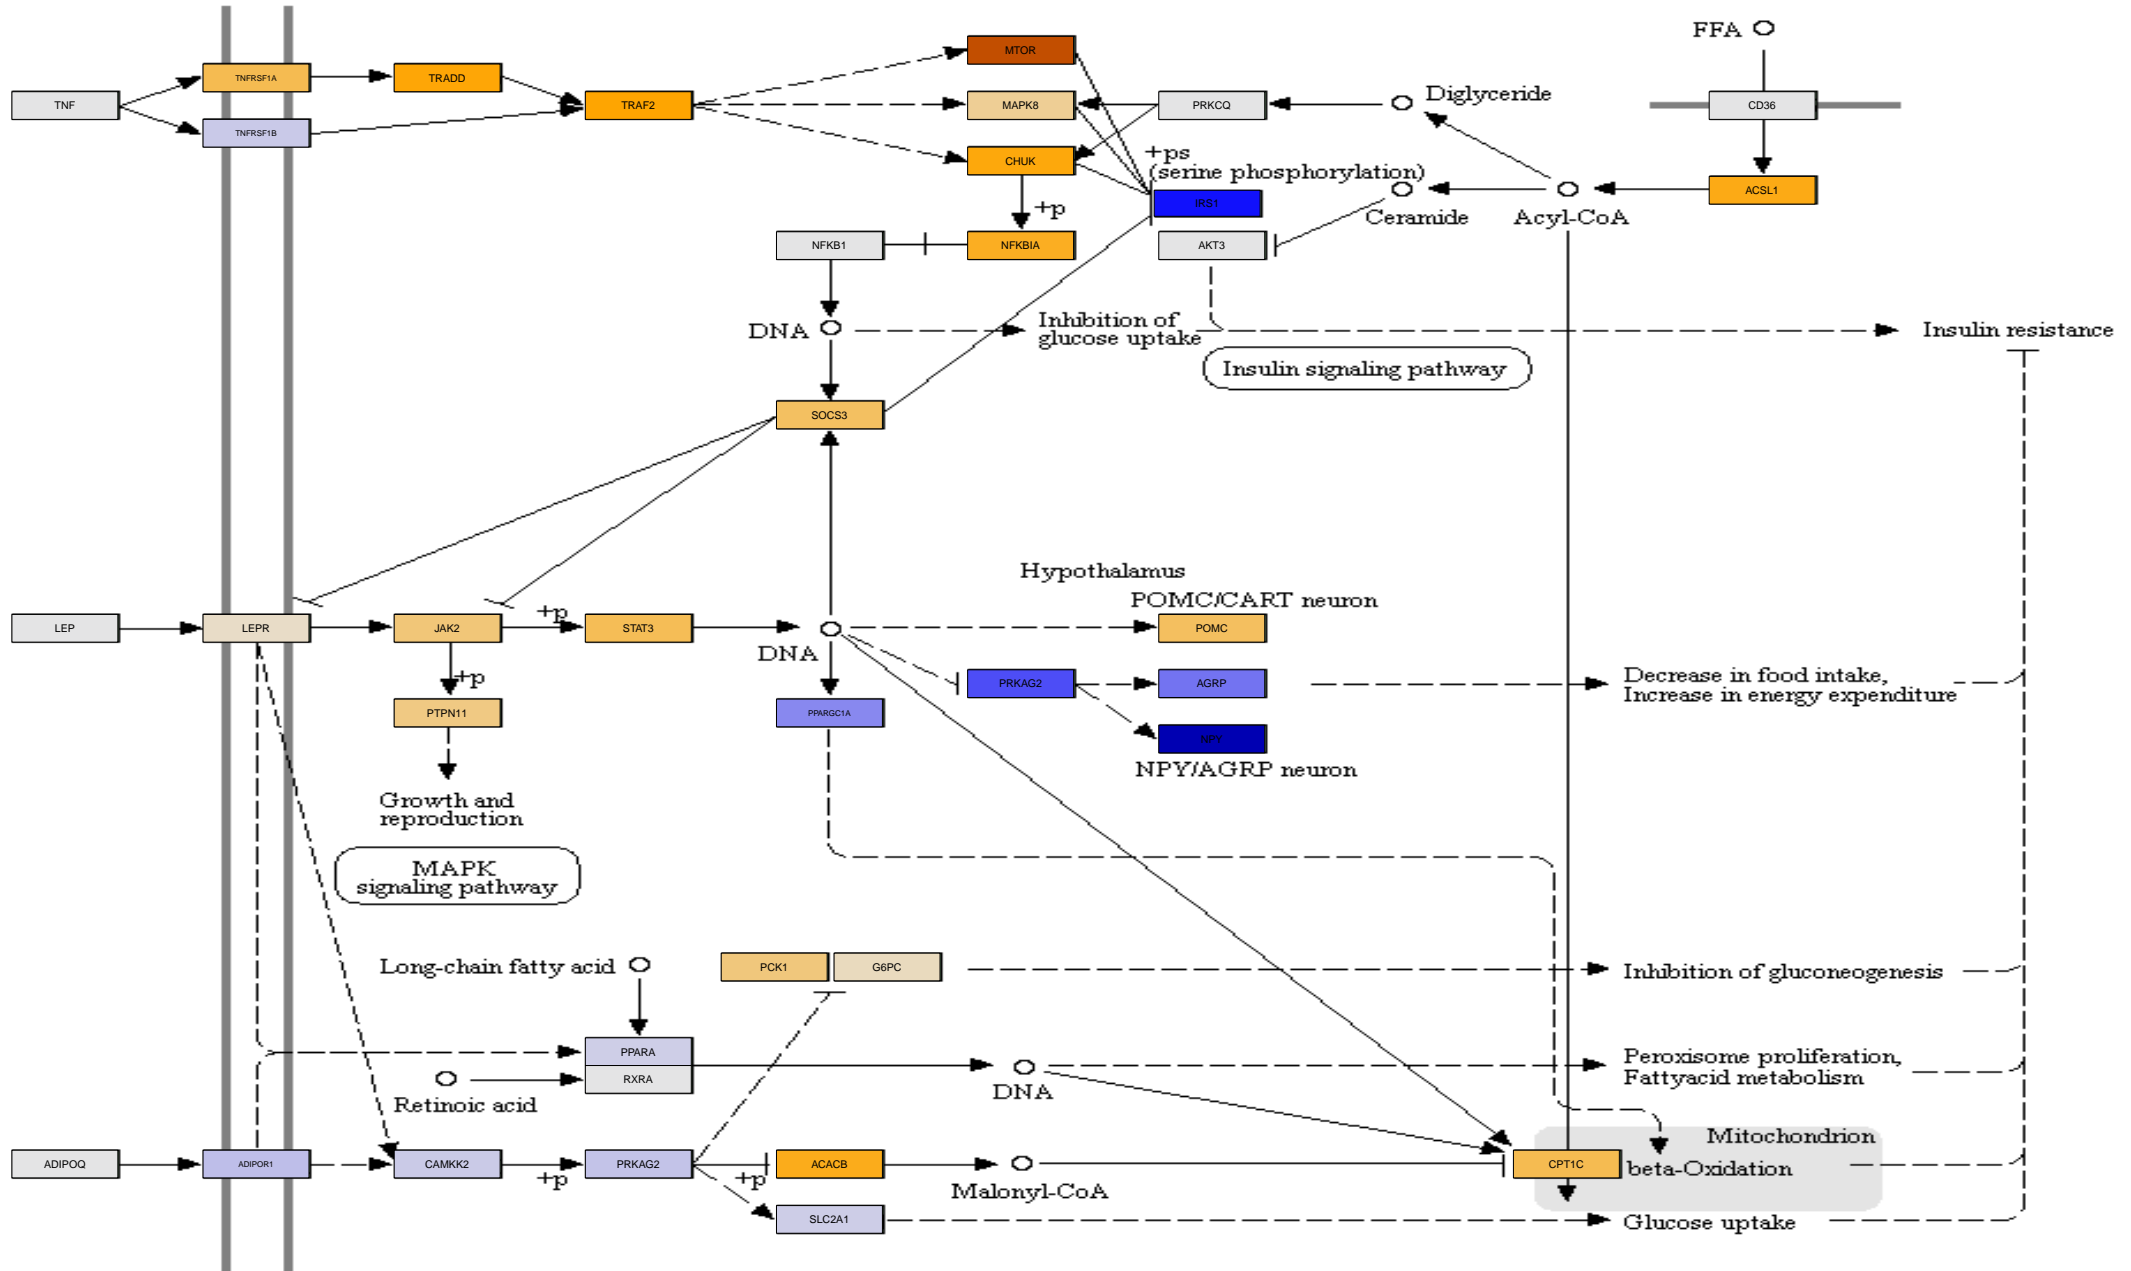 FFA
MTOR
TNFRSF1A
TRADD
TNF
TRAF2
MAPK8
PRKCQ
Diglyceride
CD36
TNFRSF1B
CHUK
+ps
(serine phosphorylation)
ACSL1
IRS1
+p
Ceramide
Acyl-CoA
NFKB1
NFKBIA
AKT3
DNA
Inhibition of
glucose uptake
Insulin resistance
Insulin signaling pathway
SOCS3
Hypothalamus
POMC/CART neuron
LEP
LEPR
JAK2
+p
STAT3
POMC
DNA
+p
PRKAG2
AGRP
Decrease in food intake,
Increase in energy expenditure
PTPN11
PPARGC1A
NPY
NPY/AGRP neuron
Growth and
reproduction
MAPK
signaling pathway
Long-chain fatty acid
PCK1
G6PC
Inhibition of gluconeogenesis
PPARA
RXRA
Peroxisome proliferation,
Fattyacid metabolism
DNA
Retinoic acid
Mitochondrion
ADIPOQ
ADIPOR1
CAMKK2
+p
PRKAG2
+p
ACACB
Malonyl-CoA
CPT1C
beta-Oxidation
SLC2A1
Glucose uptake